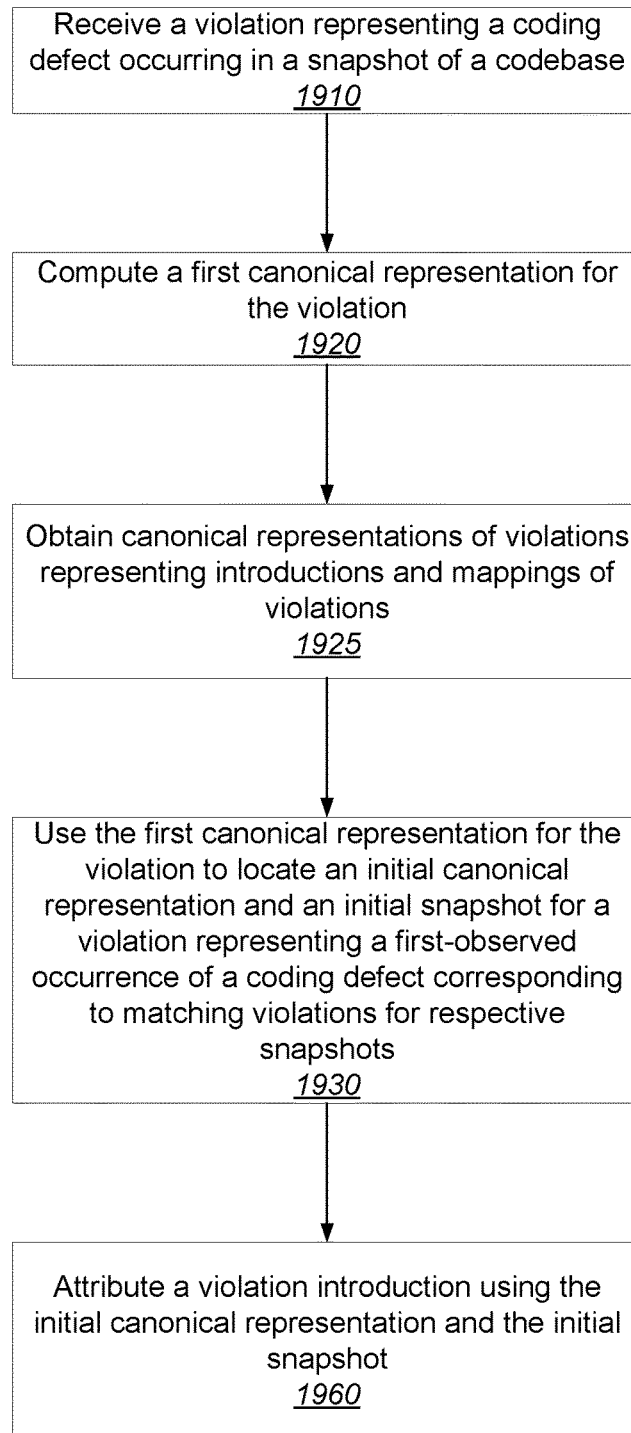 Receive a violation representing a coding
defect occurring in a snapshot of a codebase
1910
Compute a first canonical representation for
the violation
1920
Obtain canonical representations of violations
representing introductions and mappings of
violations
1925
Use the first canonical representation for the
violation to locate an initial canonical
representation and an initial snapshot for a
violation representing a first-observed
occurrence of a coding defect corresponding
to matching violations for respective
snapshots
1930
Attribute a violation introduction using the
initial canonical representation and the initial
snapshot
1960